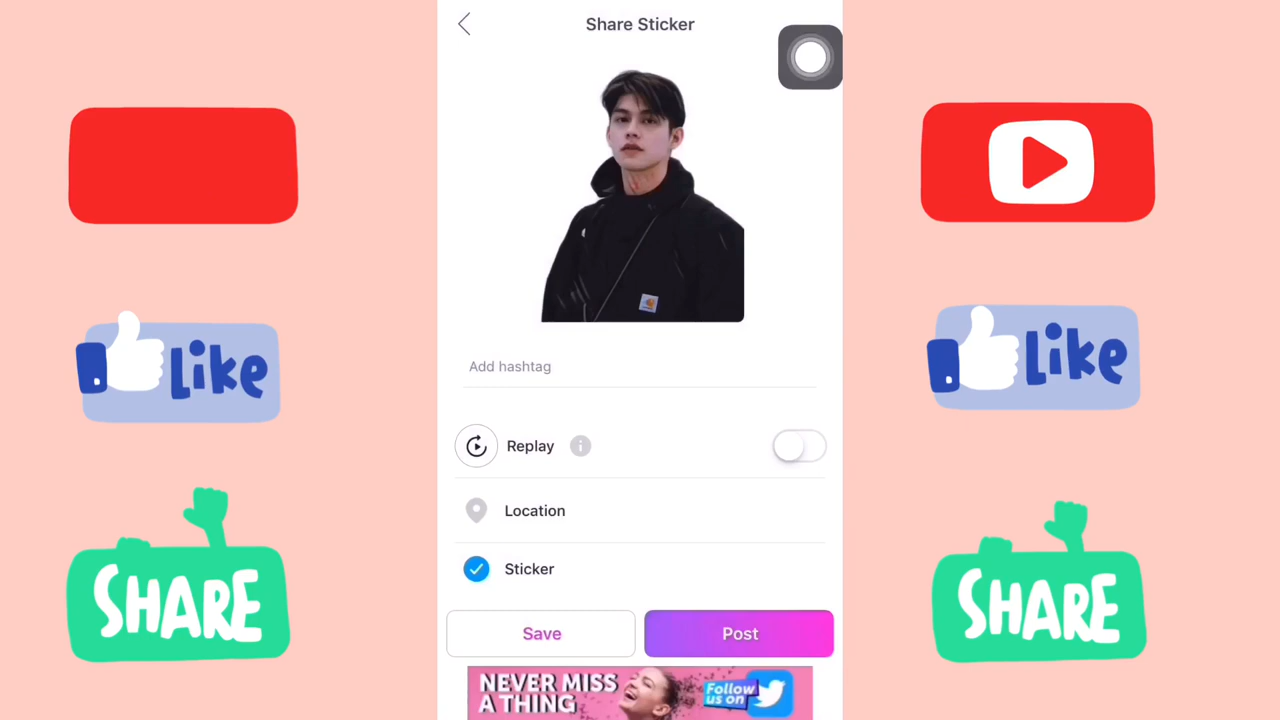 Share Sticker
Add hashtag
Replay
Location
Sticker
Save
Post
NEVER MISS
A THING
Follow
us on
Like
SHARE
Like
SHARE